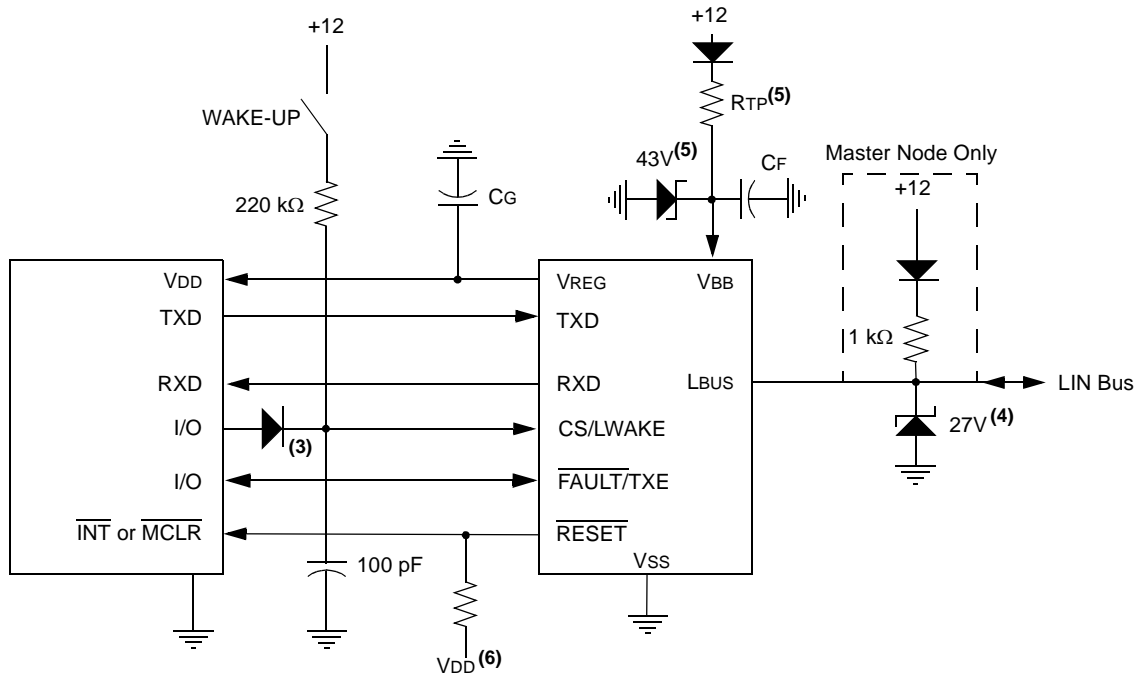 +12
+12
RTP(5)
WAKE-UP
43V(5)
CF
Master Node Only
+12
220 kΩ
CG
VDD
VREG
VBB
TXD
TXD
1 kΩ
RXD
RXD
LBUS
LIN Bus
I/O
(3)
CS/LWAKE
27V(4)
I/O
FAULT/TXE
INT or MCLR
RESET
100 pF
VSS
VDD(6)